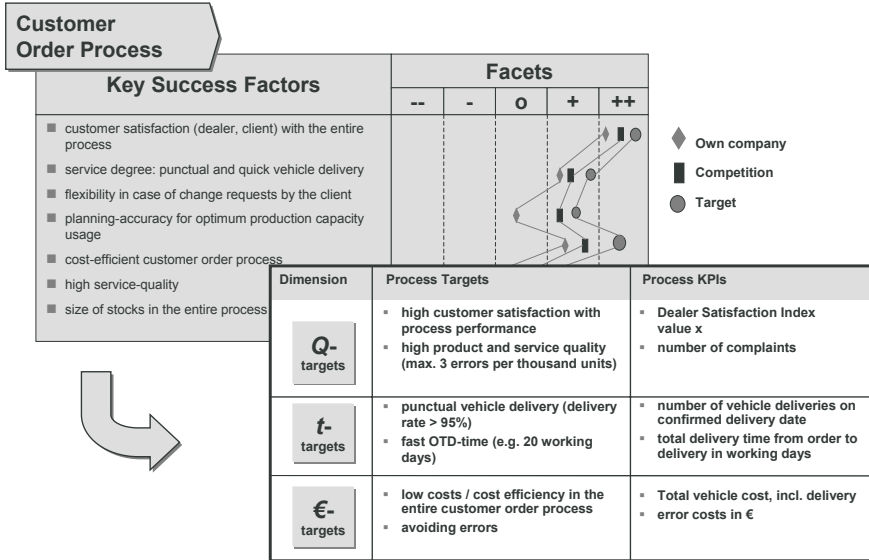 Customer
Order Process
Key Success Factors
Facets
--
-
o
+
++
■ customer satisfaction (dealer, client) with the entire
process
■ service degree: punctual and quick vehicle delivery
■ flexibility in case of change requests by the client
■ planning-accuracy for optimum production capacity
usage
■ cost-efficient customer order process
■ high service-quality
■ size of stocks in the entire process
Own company
Competition
Target
Dimension
Process Targets
Process KPIs
Q-
targets
▪ high customer satisfaction with
process performance
▪ high product and service quality
(max. 3 errors per thousand units)
▪ Dealer Satisfaction Index
value x
▪ number of complaints
t-
targets
▪ punctual vehicle delivery (delivery
rate > 95%)
▪ fast OTD-time (e.g. 20 working
days)
▪ number of vehicle deliveries on
confirmed delivery date
▪ total delivery time from order to
delivery in working days
€-
targets
▪ low costs / cost efficiency in the
entire customer order process
▪ avoiding errors
▪ Total vehicle cost, incl. delivery
▪ error costs in €